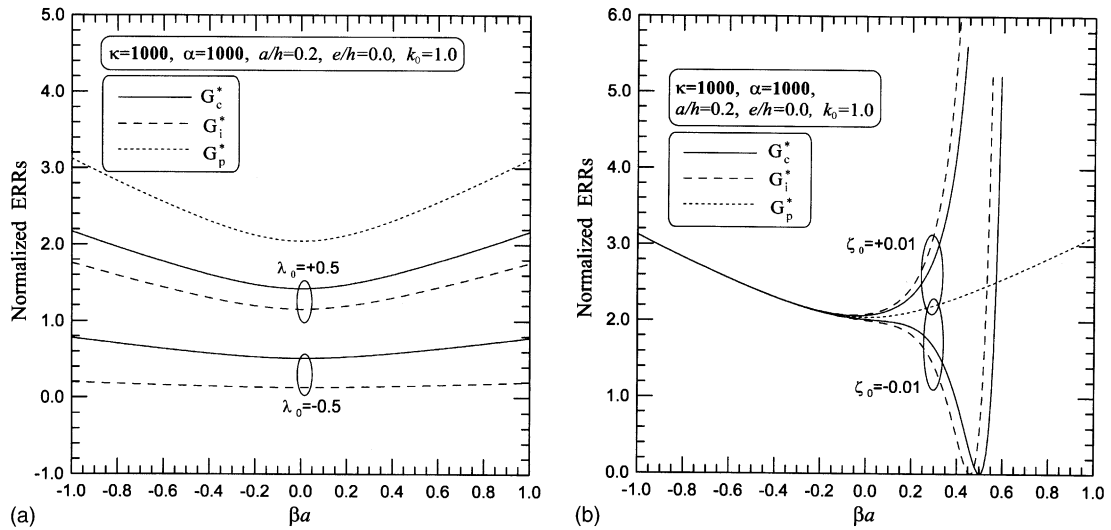 (a)
Normalized ERRs
5.0
4.0
3.0
2.0
1.0
0.0
-1.0
κ=1000, α=1000, a/h=0.2, e/h=0.0, k₀=1.0
G*c
G*i
G*p
λ₀=+0.5
λ₀=-0.5
-1.0 -0.8 -0.6 -0.4 -0.2 0.0 0.2 0.4 0.6 0.8 1.0
βa
(b)
Normalized ERRs
6.0
5.0
4.0
3.0
2.0
1.0
0.0
κ=1000, α=1000,
a/h=0.2, e/h=0.0, k₀=1.0
G*c
G*i
G*p
ζ₀=+0.01
ζ₀=-0.01
-1.0 -0.8 -0.6 -0.4 -0.2 0.0 0.2 0.4 0.6 0.8 1.0
βa